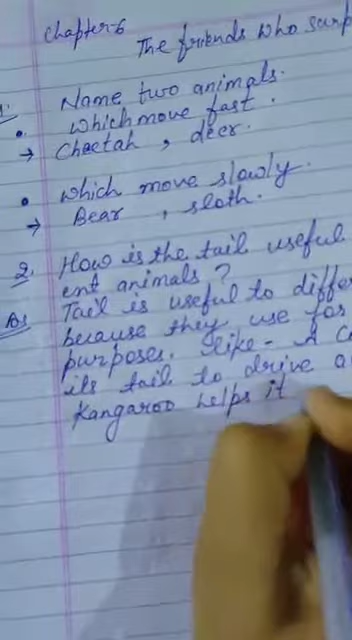 Chapter-6
The friends who
1.
Name two animals.
• which move fast.
→ Cheetah, deer.
• which move slowly.
→ Bear, sloth.
2. How is the tail useful
ent animals?
Ans Tail is useful to differ
because they use for
purposes. like - A
its tail to drive
Kangaroo helps it